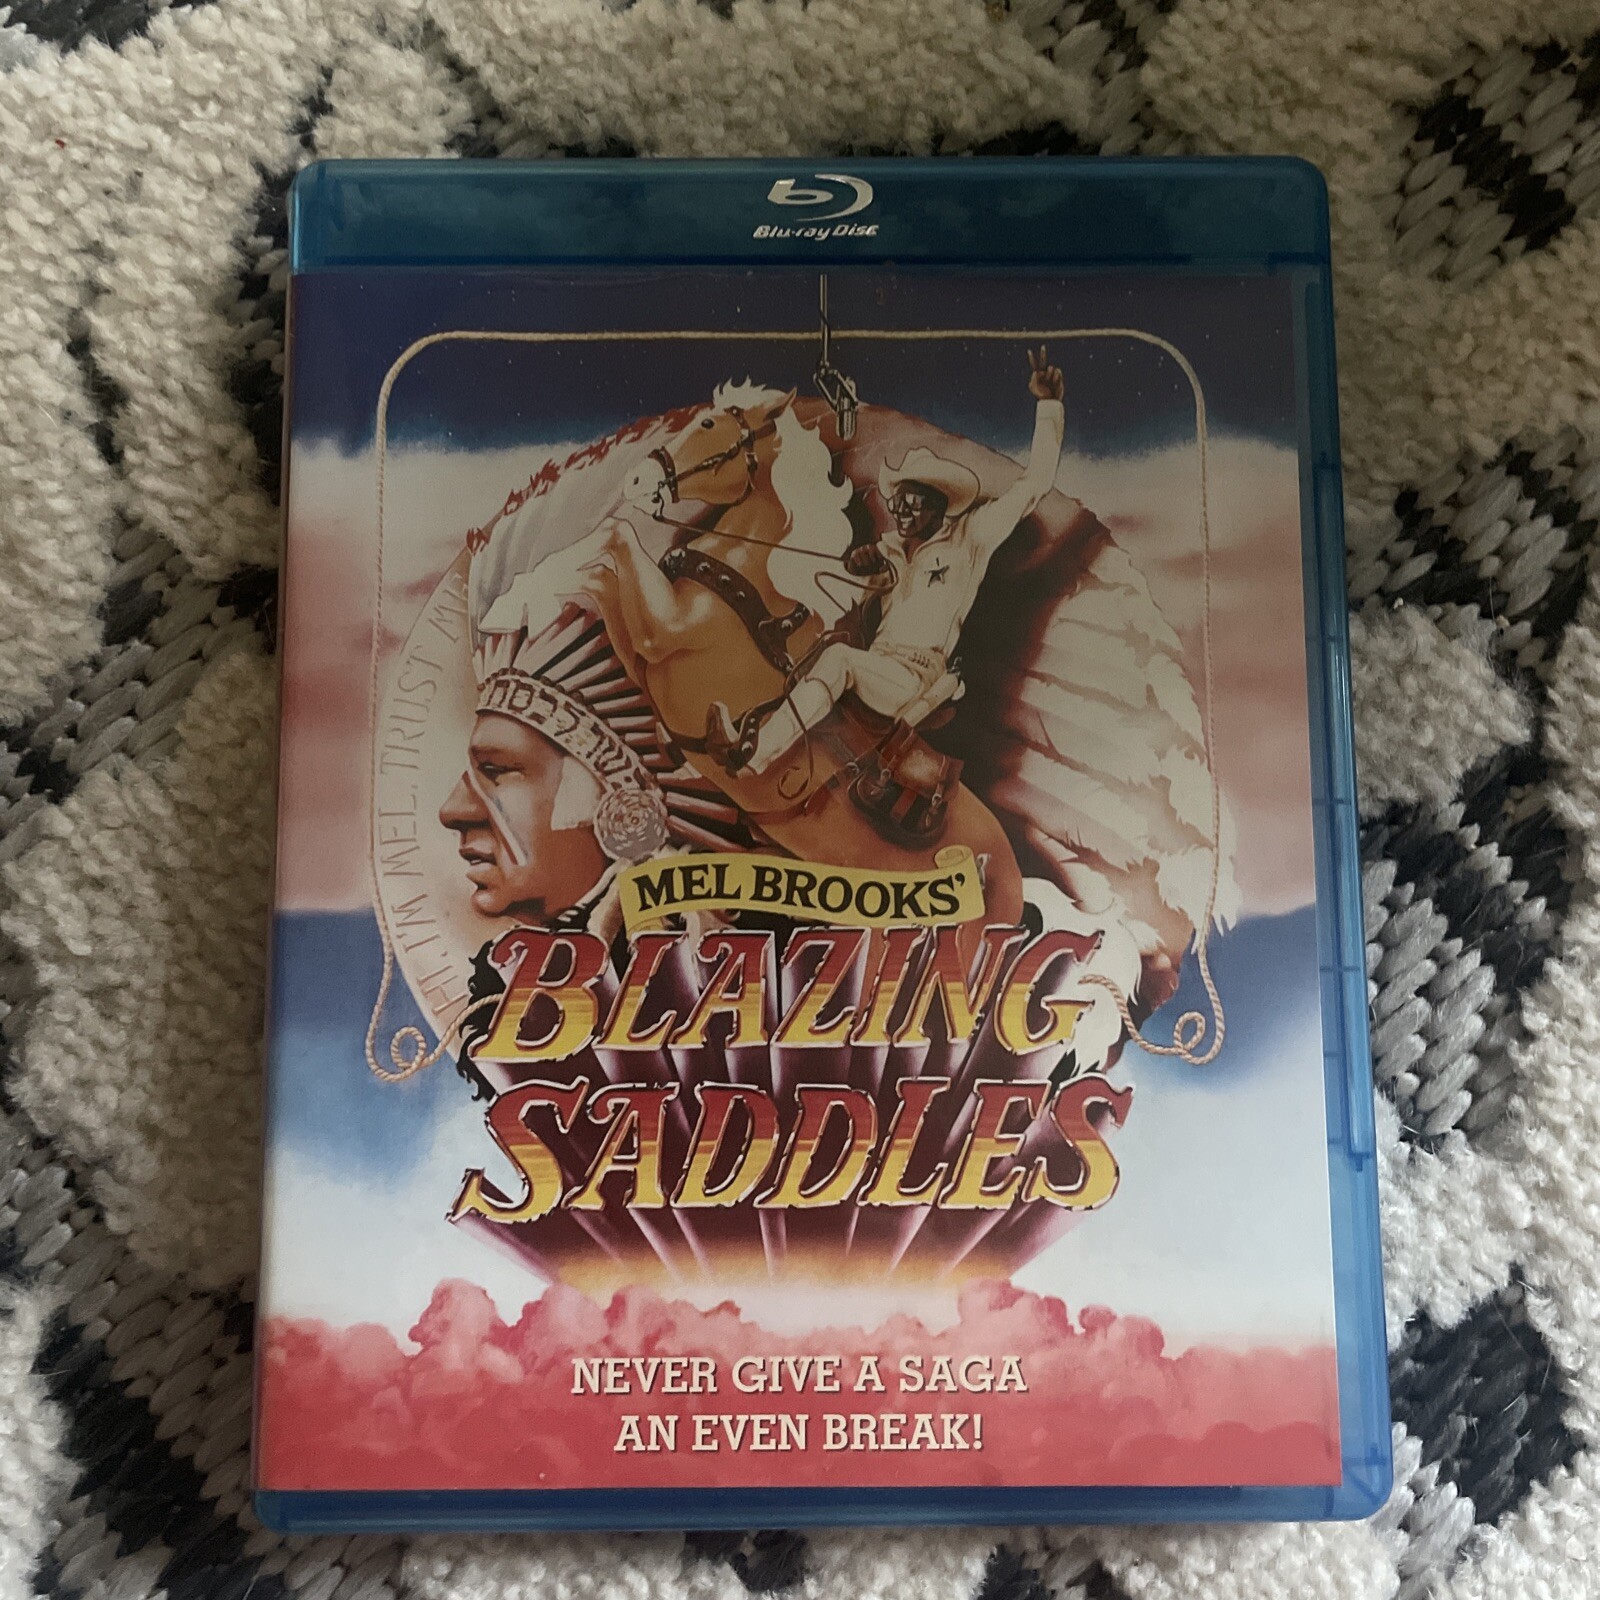 Blu-ray Disc
HI. I'M MEL. TRUST ME.
MEL BROOKS'
BLAZING
SADDLES
NEVER GIVE A SAGA
AN EVEN BREAK!